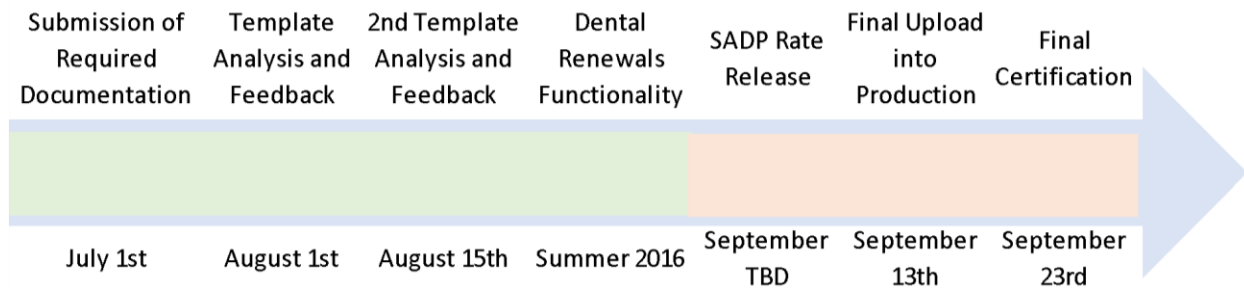 Submission of
Required
Documentation
Template
Analysis and
Feedback
2nd Template
Analysis and
Feedback
Dental
Renewals
Functionality
SADP Rate
Release
Final Upload
into
Production
Final
Certification
July 1st
August 1st
August 15th
Summer 2016
September
TBD
September
13th
September
23rd